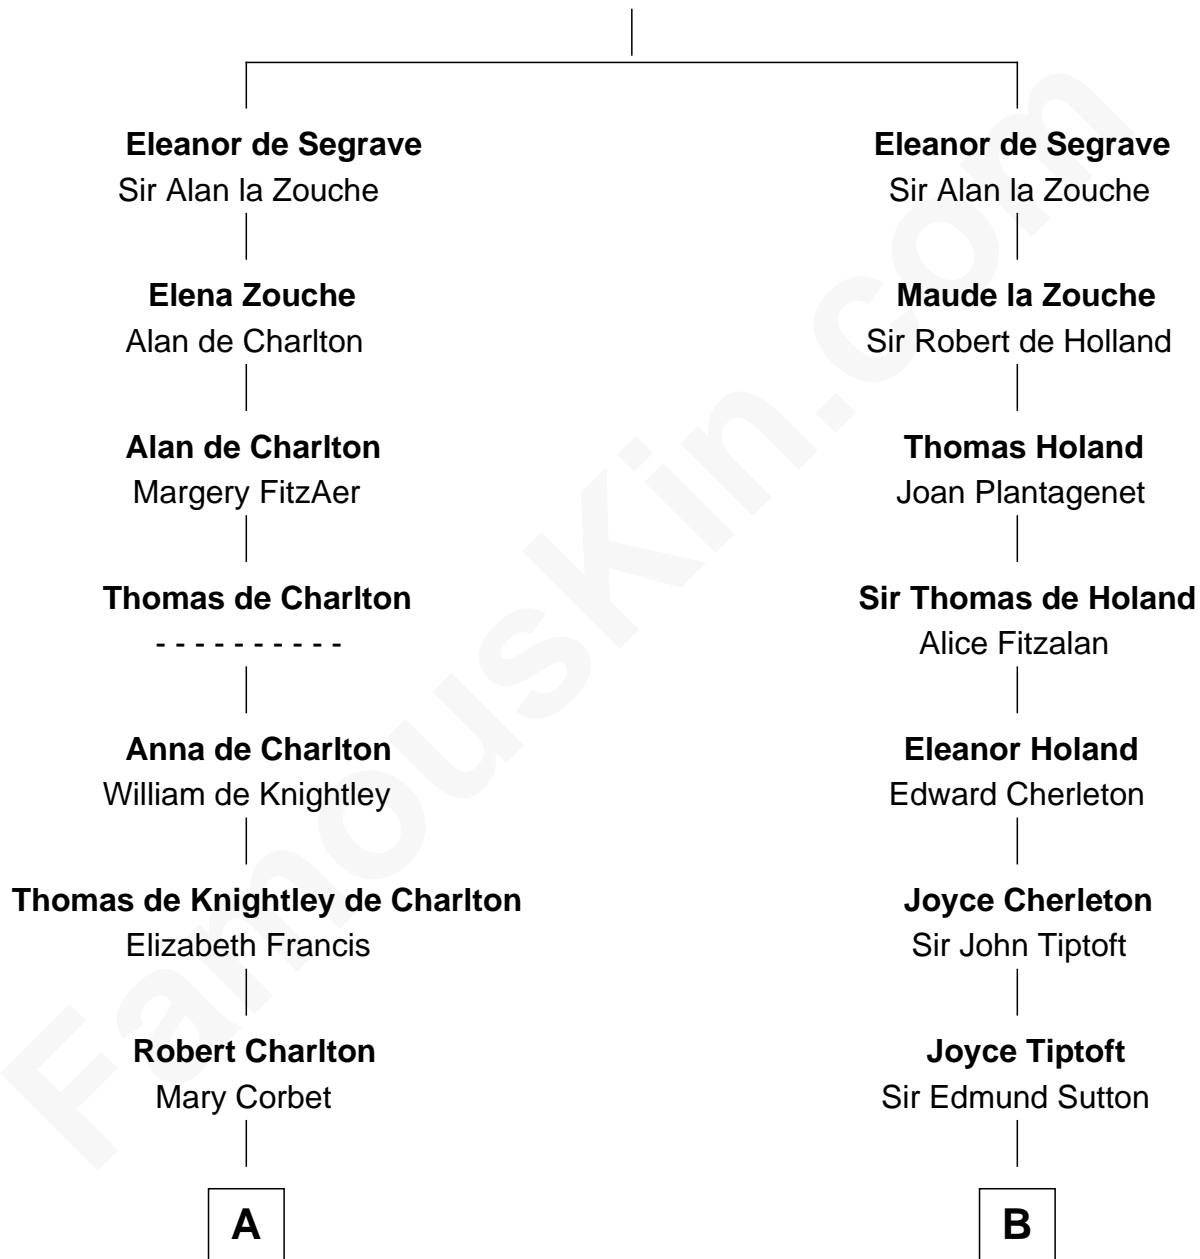 Eleanor de Segrave
Sir Alan la Zouche
Elena Zouche
Alan de Charlton
Alan de Charlton
Margery FitzAer
Thomas de Charlton
- - - - - - - - - -
Anna de Charlton
William de Knightley
Thomas de Knightley de Charlton
Elizabeth Francis
Robert Charlton
Mary Corbet
A
Eleanor de Segrave
Sir Alan la Zouche
Maude la Zouche
Sir Robert de Holland
Thomas Holand
Joan Plantagenet
Sir Thomas de Holand
Alice Fitzalan
Eleanor Holand
Edward Cherleton
Joyce Cherleton
Sir John Tiptoft
Joyce Tiptoft
Sir Edmund Sutton
B
FamousKin.com